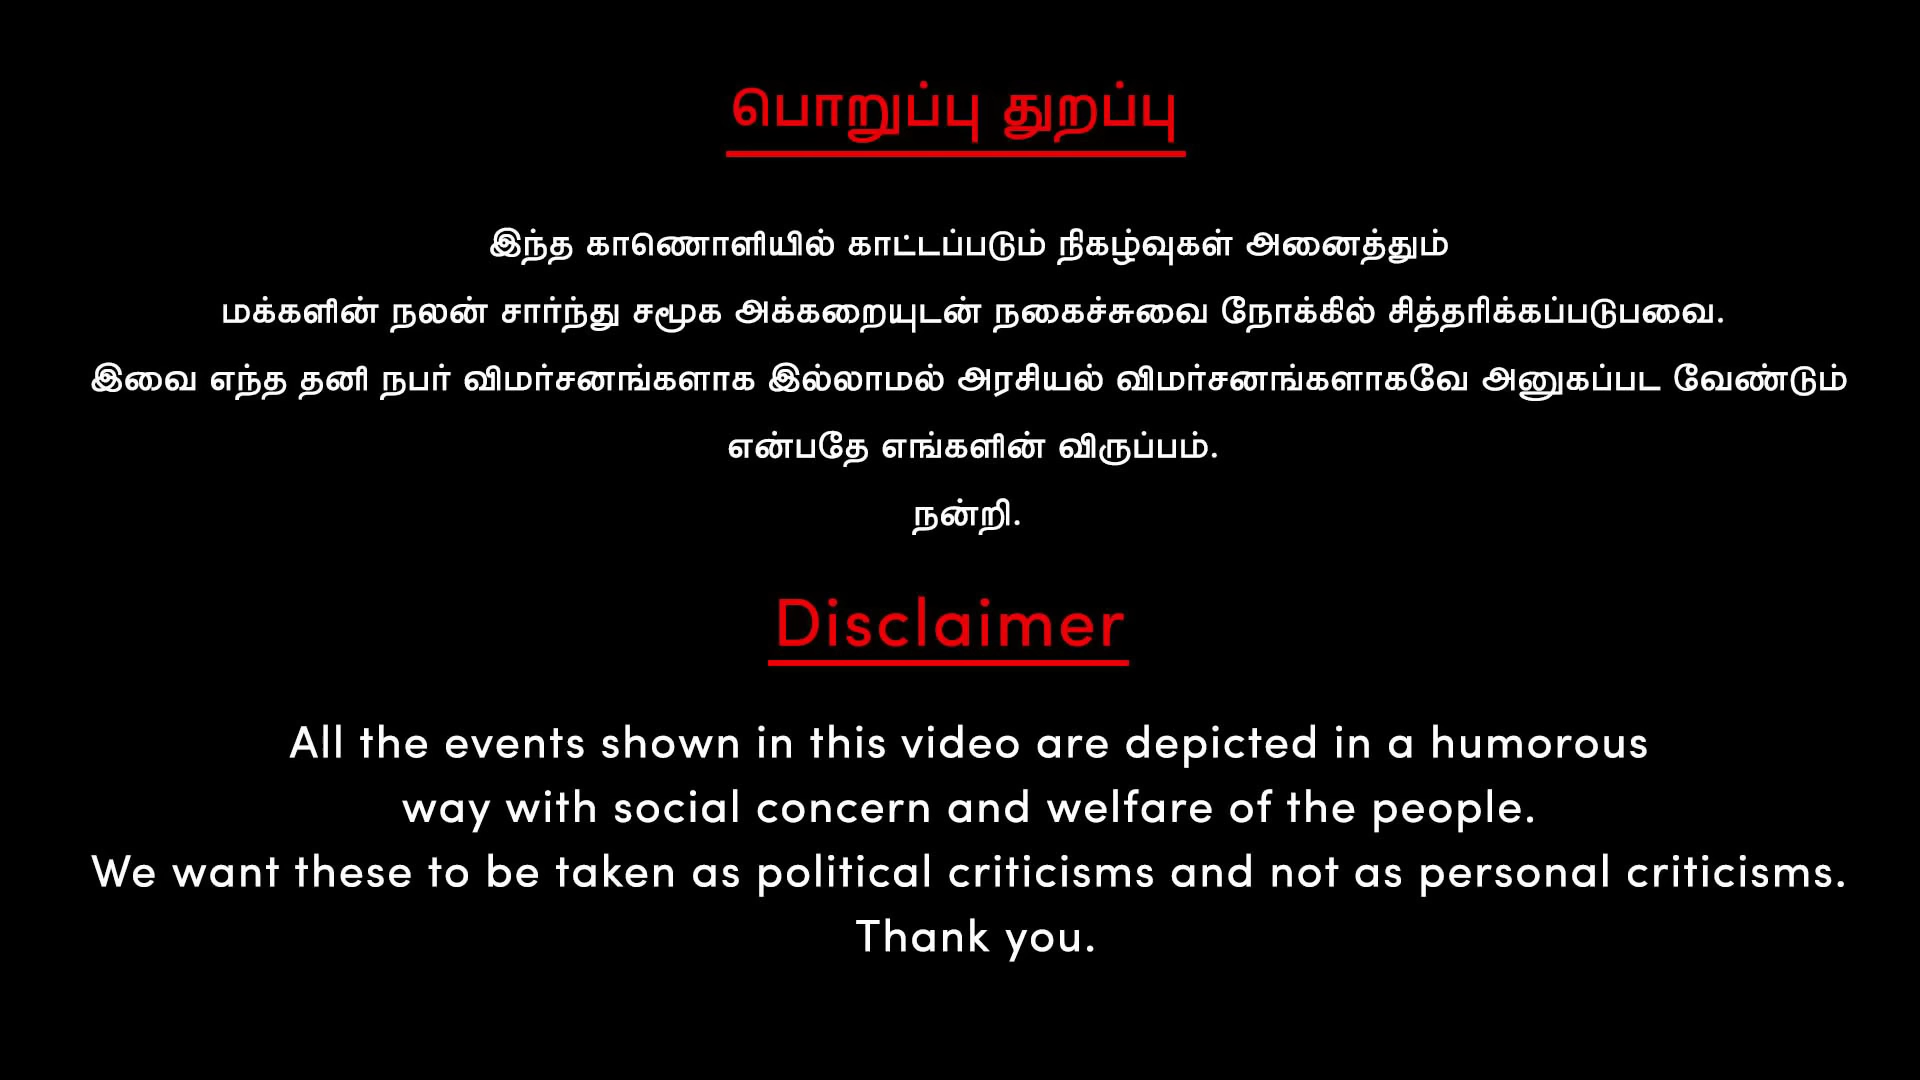 பொறுப்பு துறப்பு
இந்த காணொளியில் காட்டப்படும் நிகழ்வுகள் அனைத்தும்
மக்களின் நலன் சார்ந்து சமூக அக்கறையுடன் நகைச்சுவை நோக்கில் சித்தரிக்கப்படுபவை.
இவை எந்த தனி நபர் விமர்சனங்களாக இல்லாமல் அரசியல் விமர்சனங்களாகவே அனுகப்பட வேண்டும்
என்பதே எங்களின் விருப்பம்.
நன்றி.
Disclaimer
All the events shown in this video are depicted in a humorous
way with social concern and welfare of the people.
We want these to be taken as political criticisms and not as personal criticisms.
Thank you.